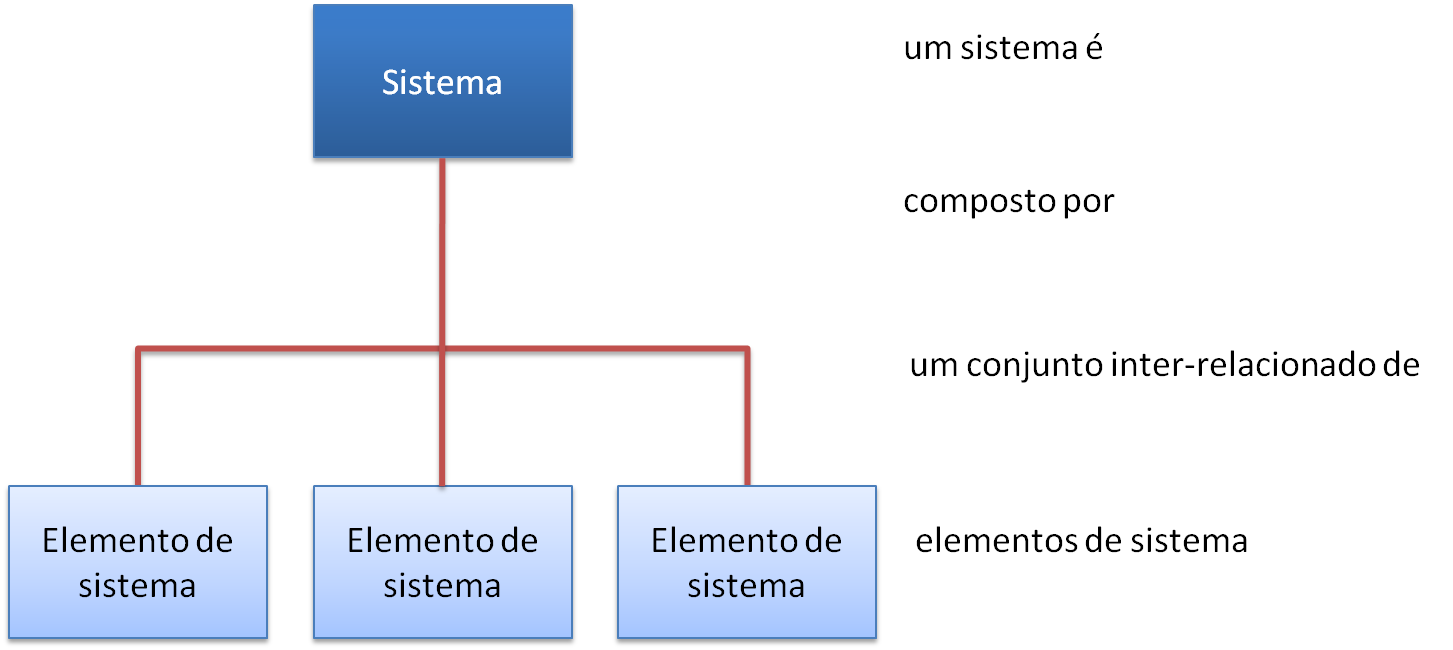 Sistema
um sistema é
composto por
um conjunto inter-relacionado de
Elemento de
sistema
Elemento de
sistema
Elemento de
sistema
elementos de sistema